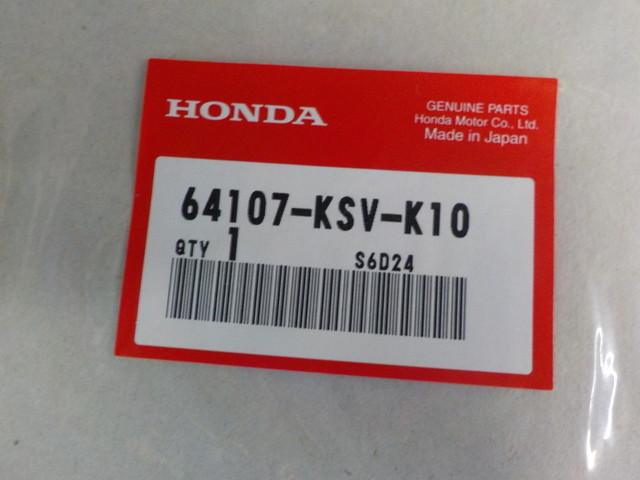 HONDA
GENUINE PARTS
Honda Motor Co., Ltd.
Made in Japan
64107-KSV-K10
QTY 1 S6D24